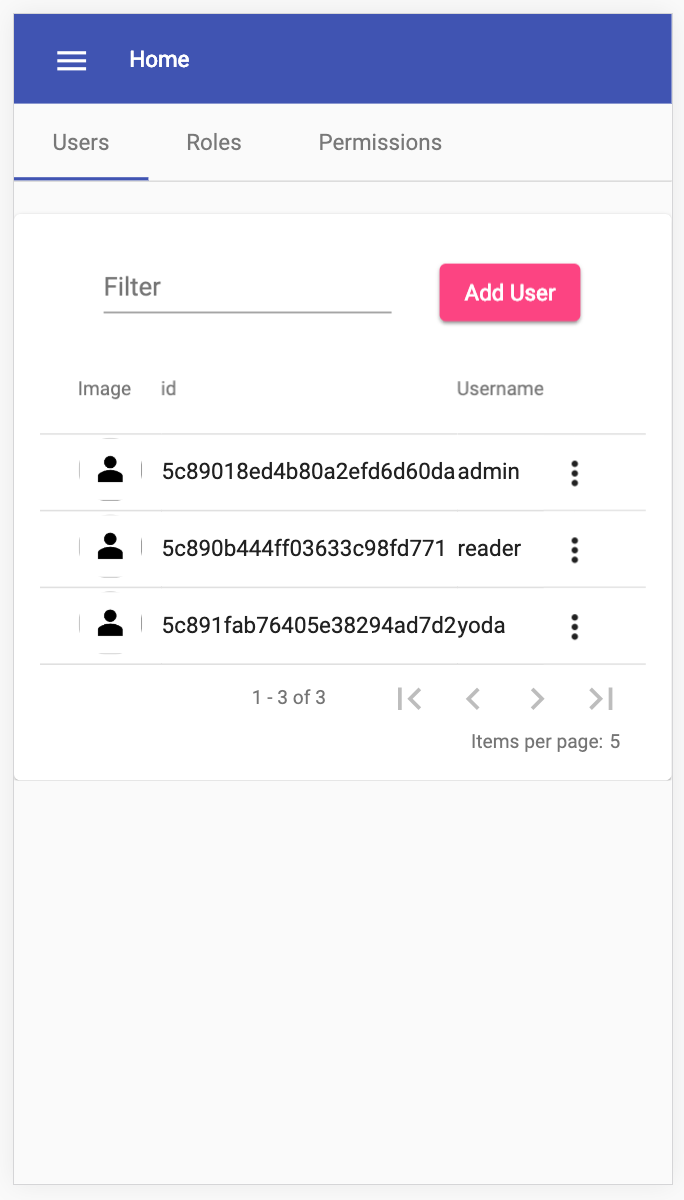 Home
Users Roles Permissions
Filter Add User
Image id Username
5c89018ed4b80a2efd6d60da admin
5c890b444ff03633c98fd771 reader
5c891fab76405e38294ad7d2 yoda
1 - 3 of 3
Items per page: 5